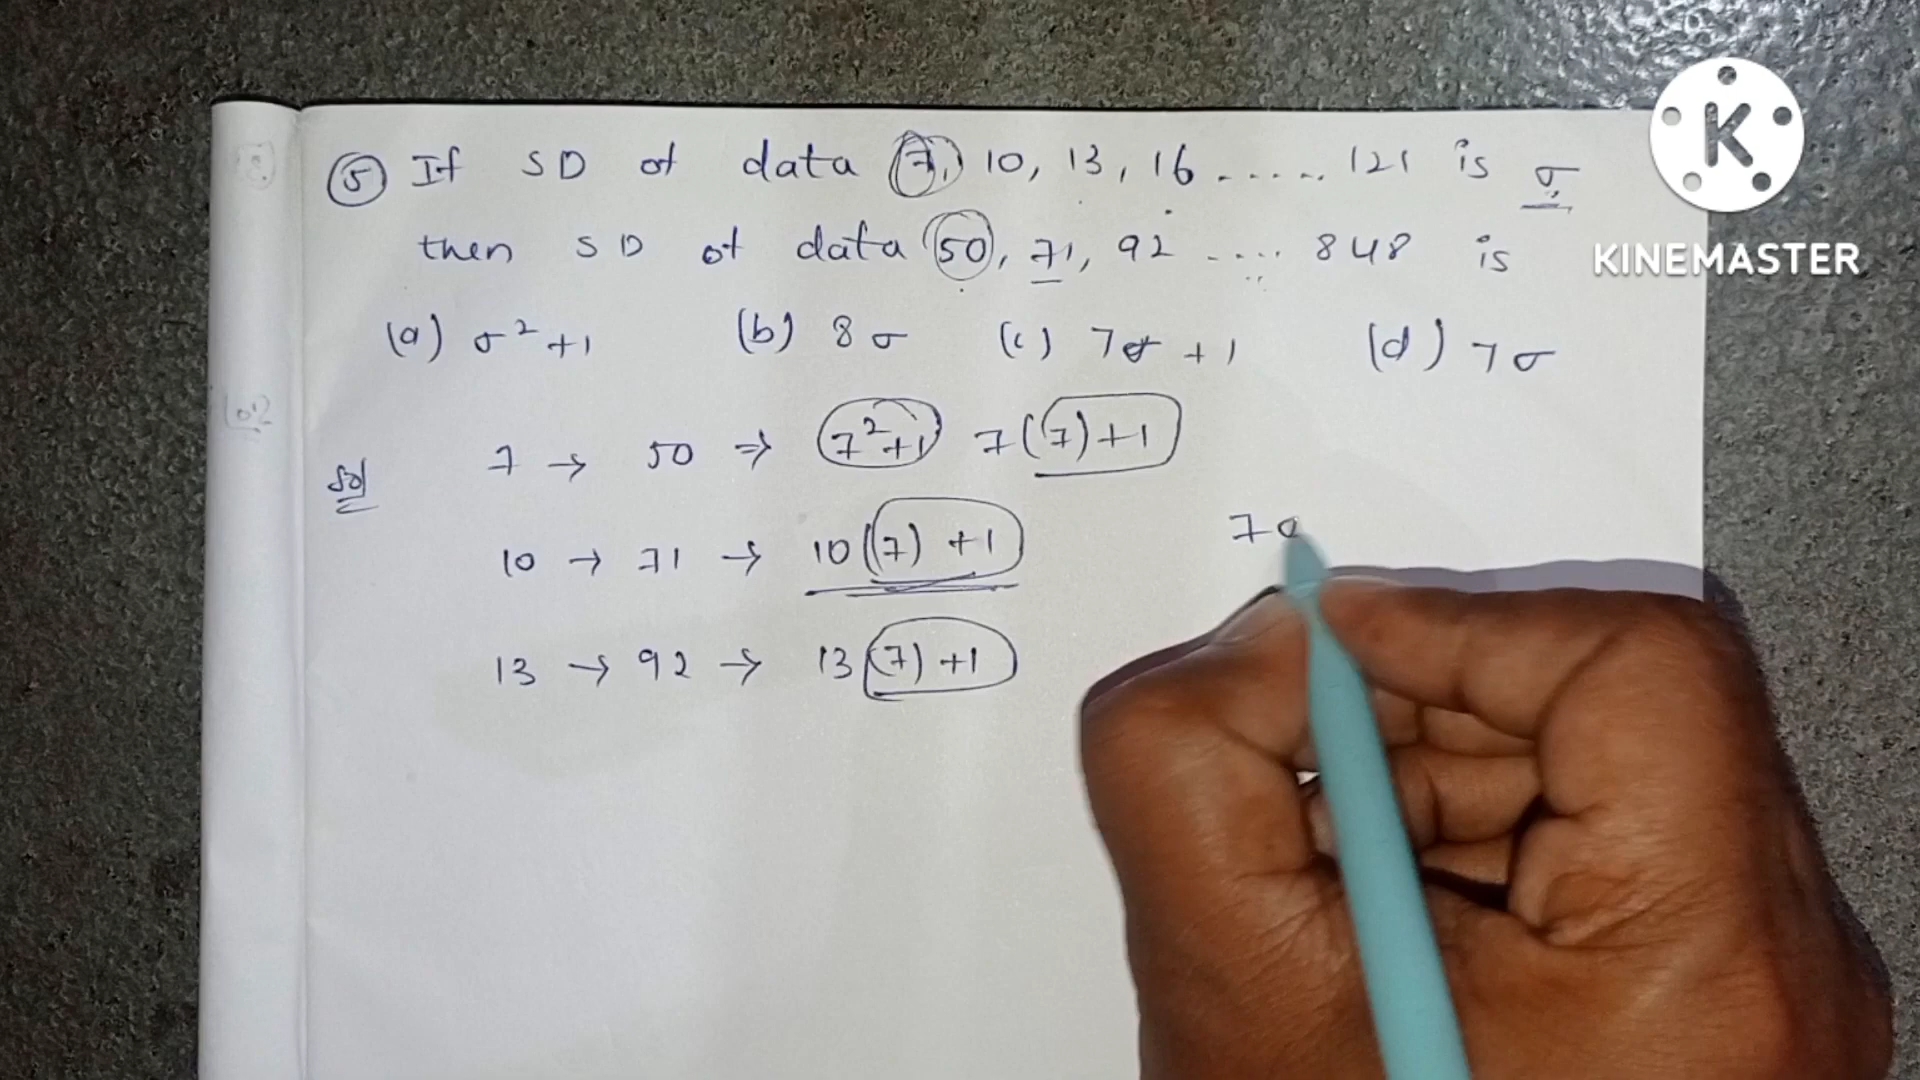 K
KINEMASTER
(5) If SD of data 7, 10, 13, 16 ..... 121 is σ
then SD of data 50, 71, 92 .... 848 is
(a) σ²+1 (b) 8σ (c) 7σ + 1 (d) 7σ
Sol 7 → 50 ⇒ 7²+1 7(7)+1
10 → 71 → 10(7) +1
7σ
13 → 92 → 13(7) +1